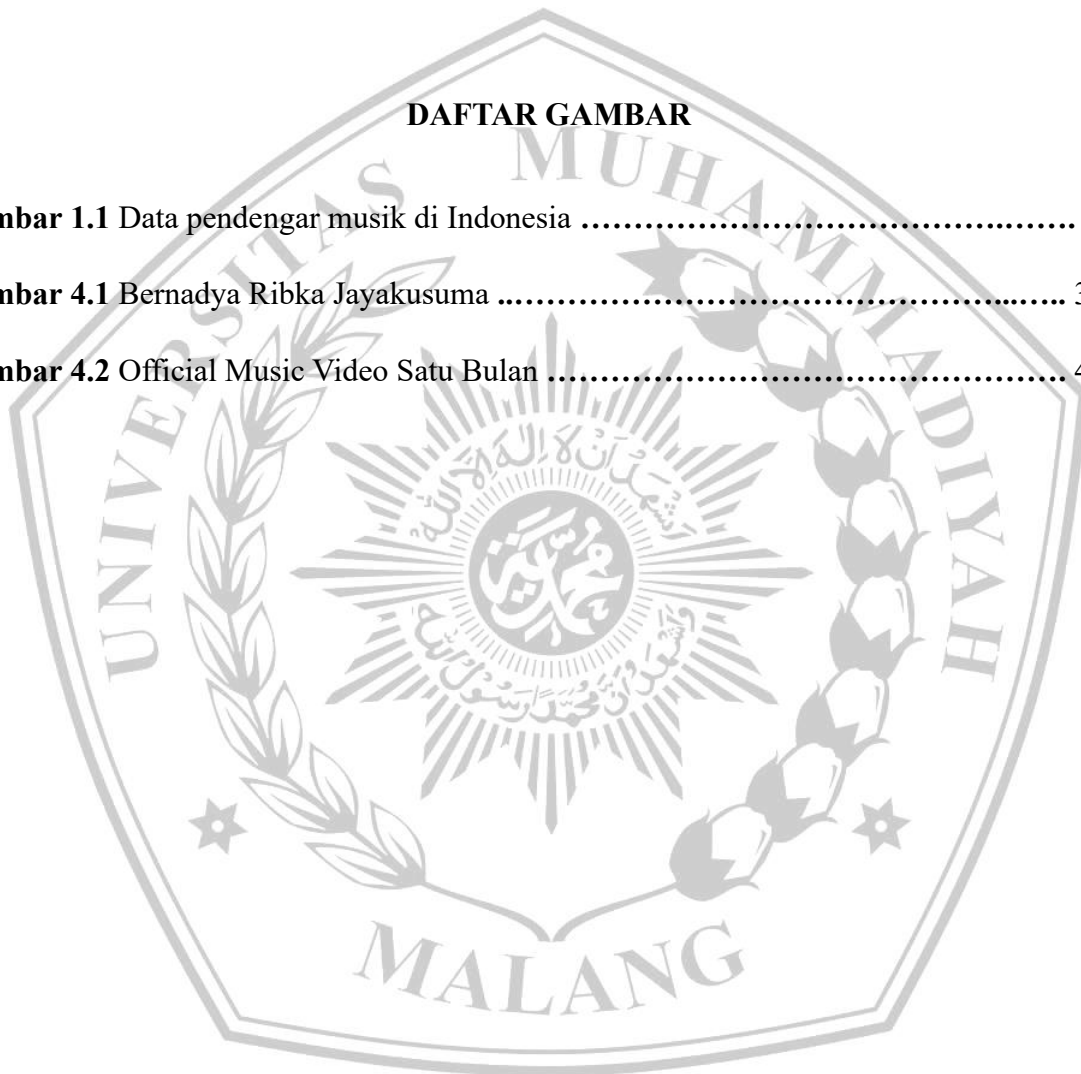 DAFTAR GAMBAR
mbar 1.1 Data pendengar musik di Indonesia ……………………………………….…….
mbar 4.1 Bernadya Ribka Jayakusuma ..………………………………………...….. 3
mbar 4.2 Official Music Video Satu Bulan …………………………………………. 4
UNIVERSITAS MUHAMMADIYAH
MALANG